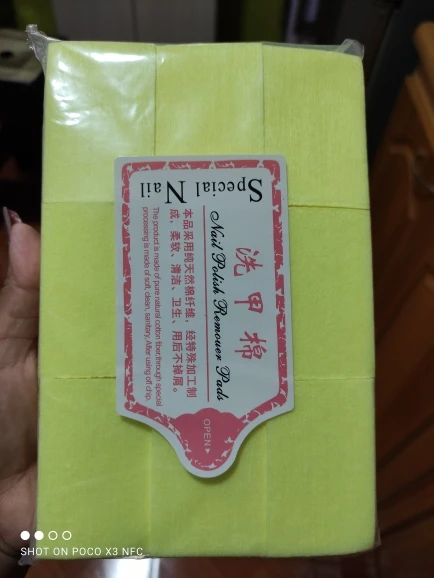 Special Nail
洗甲棉
Nail Polish Remouer Pads
本品采用纯天然棉纤维，经特殊加工制
成，柔软、清洁、卫生、用后不掉屑。
The product is made of pure natural cotton fiber,through special
processing is made of soft, clean, sanitary,After using off chip.
OPEN
SHOT ON POCO X3 NFC